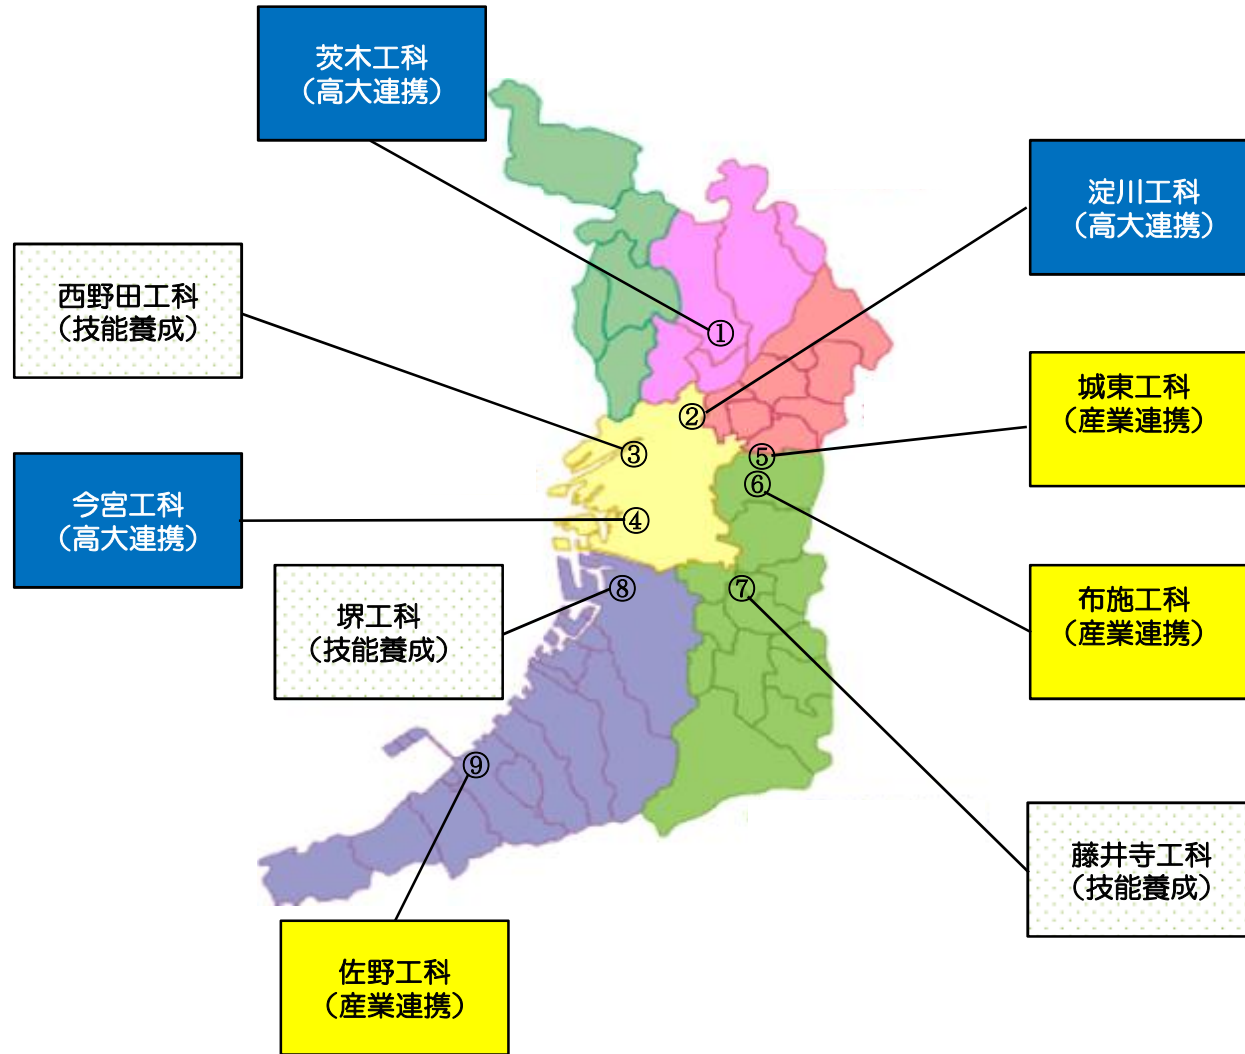 茨木工科
（高大連携）
淀川工科
（高大連携）
西野田工科
（技能養成）
①
城東工科
（産業連携）
②
③
⑤
今宮工科
（高大連携）
⑥
④
堺工科
（技能養成）
⑧
⑦
布施工科
（産業連携）
⑨
藤井寺工科
（技能養成）
佐野工科
（産業連携）